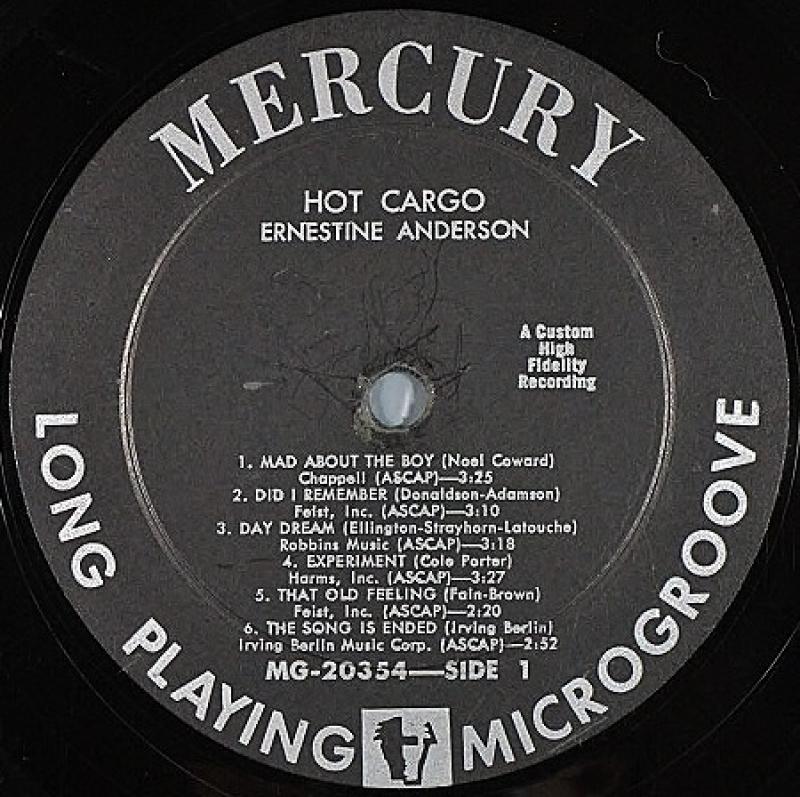 MERCURY
HOT CARGO
ERNESTINE ANDERSON
A Custom
High
Fidelity
Recording
1. MAD ABOUT THE BOY (Noel Coward)
Chappell (ASCAP)—3:25
2. DID I REMEMBER (Donaldson-Adamson)
Feist, Inc. (ASCAP)—3:10
3. DAY DREAM (Ellington-Strayhorn-Latouche)
Robbins Music (ASCAP)—3:18
4. EXPERIMENT (Cole Porter)
Harms, Inc. (ASCAP)—3:27
5. THAT OLD FEELING (Fain-Brown)
Feist, Inc. (ASCAP)—2:20
6. THE SONG IS ENDED (Irving Berlin)
Irving Berlin Music Corp. (ASCAP)—2:52
MG-20354—SIDE 1
LONG PLAYING MICROGROOVE